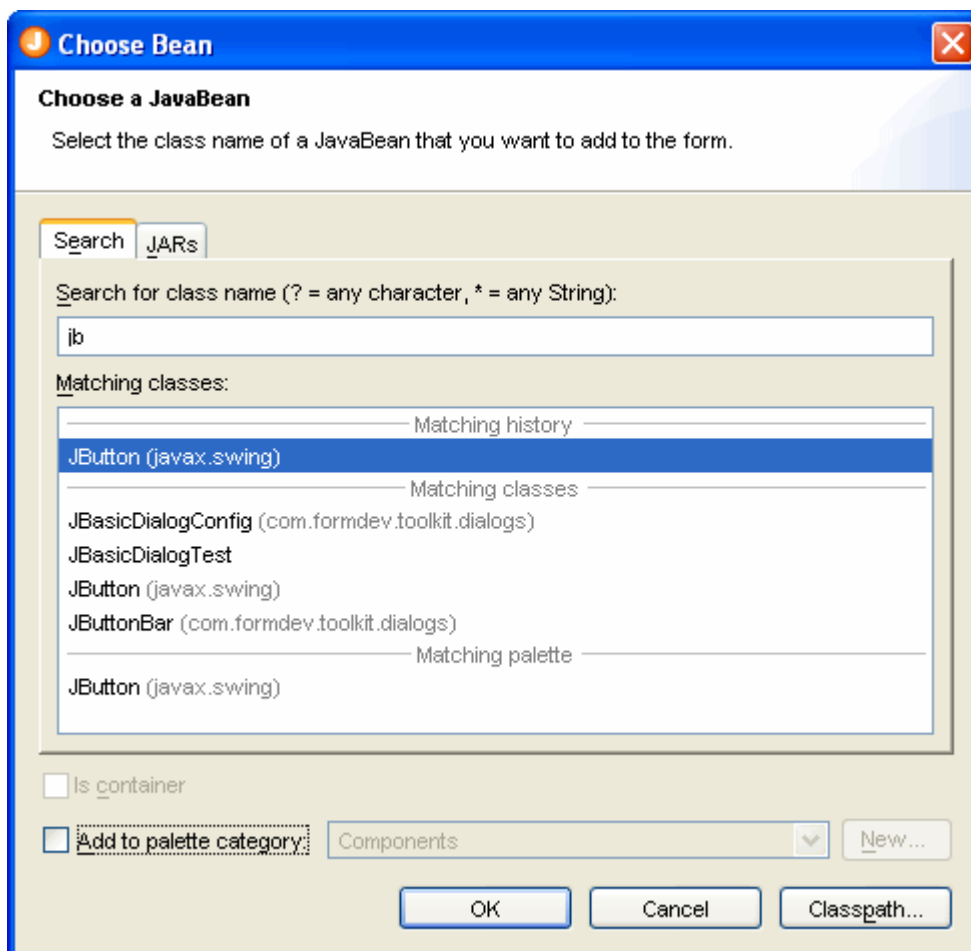 Choose Bean
Choose a JavaBean
Select the class name of a JavaBean that you want to add to the form.
Search JARs
Search for class name (? = any character, * = any String):
jb
Matching classes:
Matching history
JButton (javax.swing)
Matching classes
JBasicDialogConfig (com.formdev.toolkit.dialogs)
JBasicDialogTest
JButton (javax.swing)
JButtonBar (com.formdev.toolkit.dialogs)
Matching palette
JButton (javax.swing)
Is container
Add to palette category: Components New...
OK Cancel Classpath...